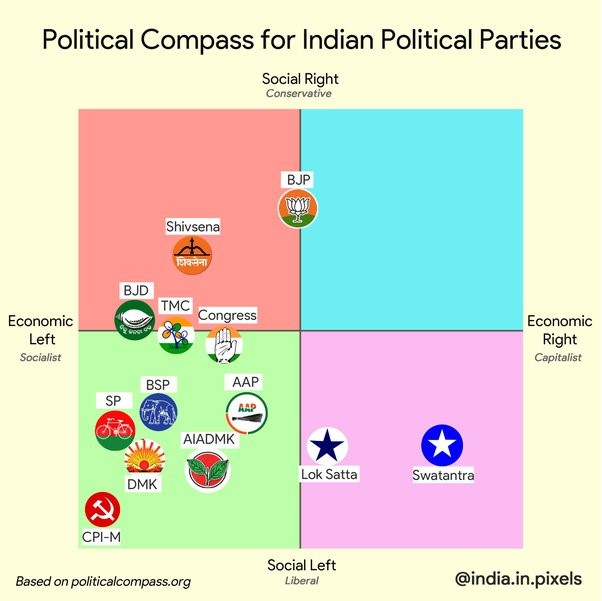 Political Compass for Indian Political Parties
Social Right
Conservative
BJP
Shivsena
शिवसेना
BJD
TMC
Congress
Economic
Left
Socialist
Economic
Right
Capitalist
SP
BSP
AAP
AAP
AIADMK
DMK
Lok Satta
Swatantra
CPI-M
Social Left
Liberal
Based on politicalcompass.org
@india.in.pixels